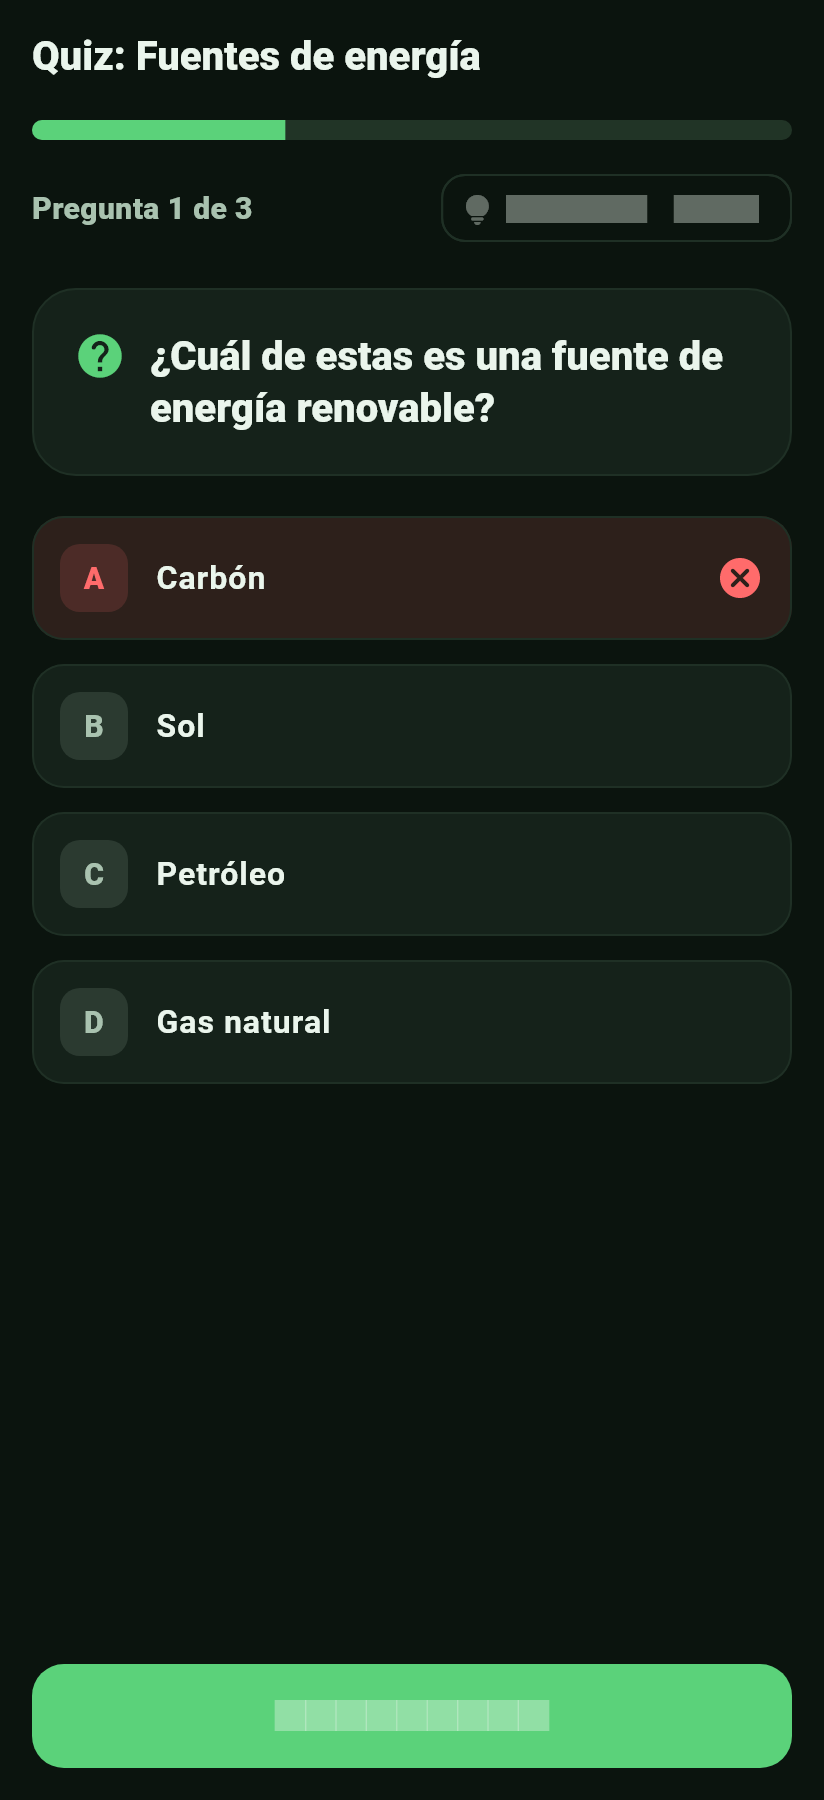 Quiz: Fuentes de energía
Pregunta 1 de 3
¿Cuál de estas es una fuente de
energía renovable?
A Carbón
B Sol
C Petróleo
D Gas natural